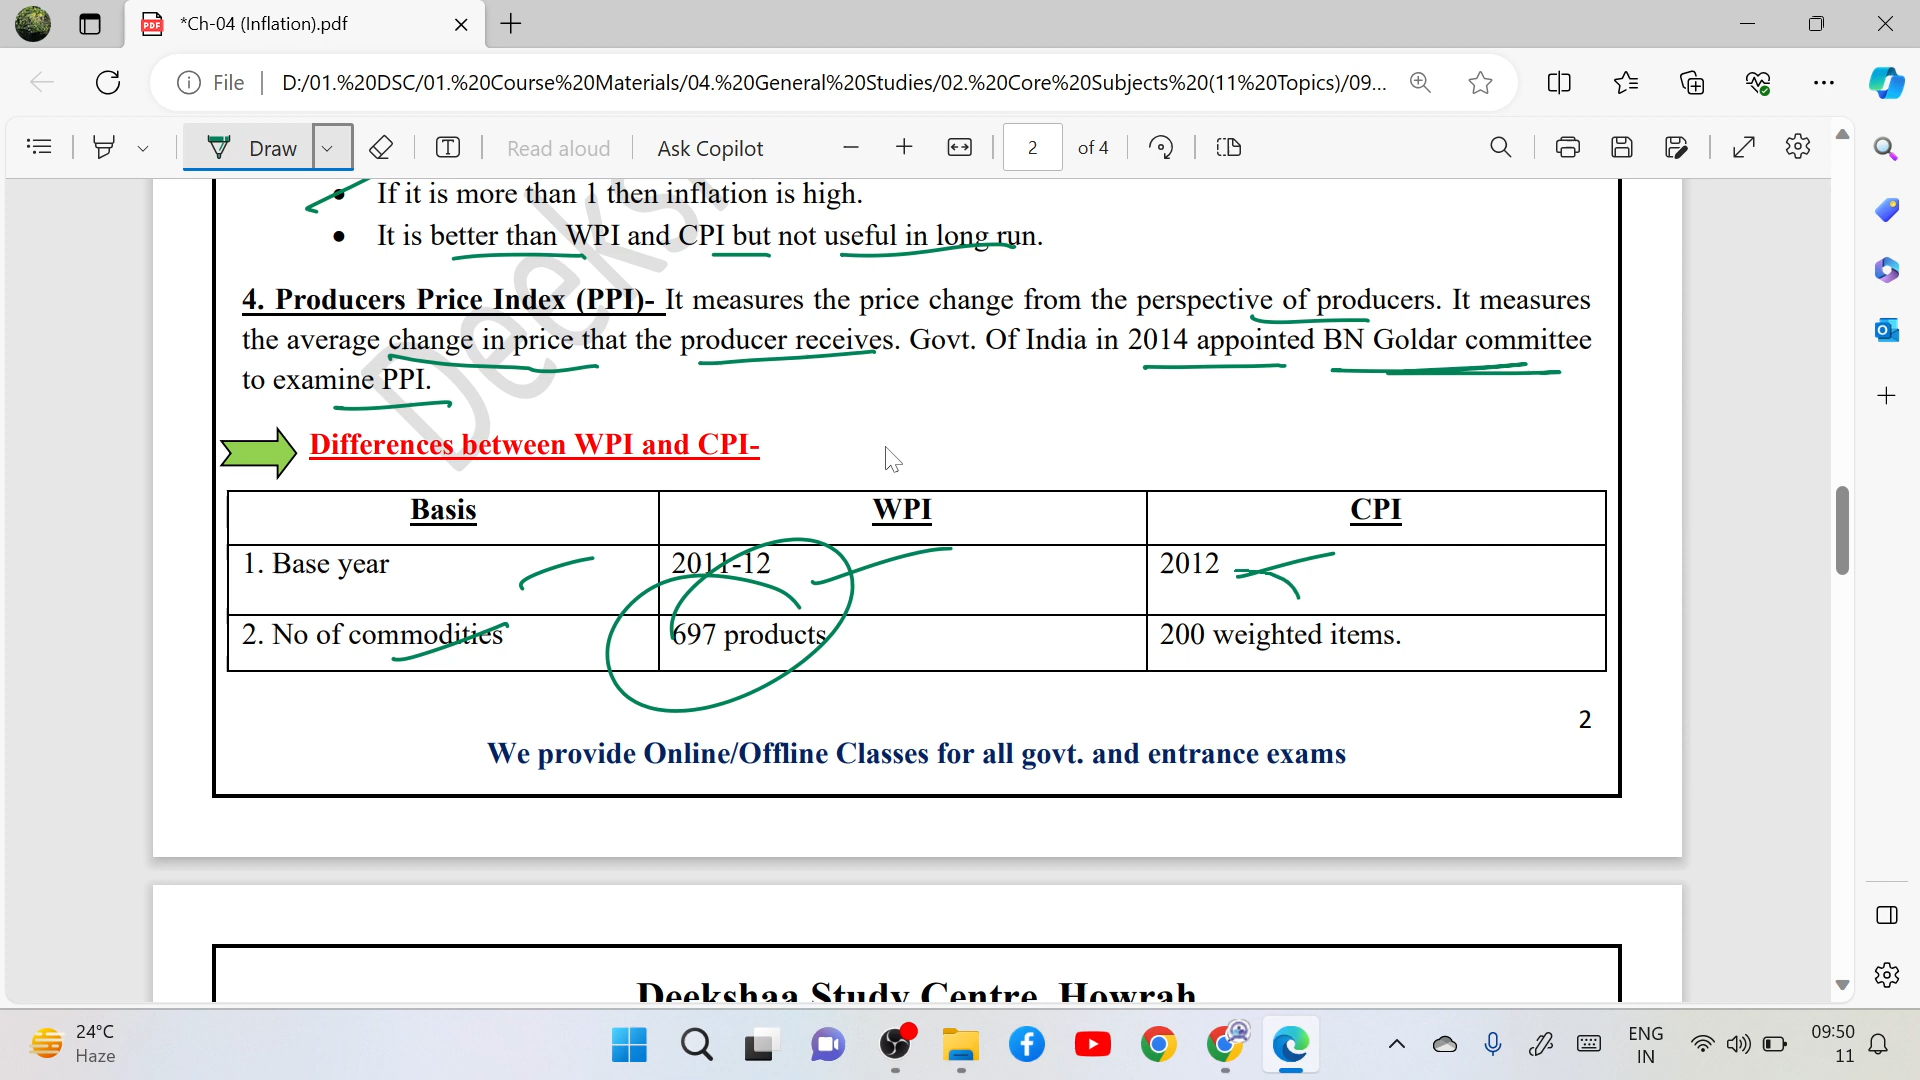 *Ch-04 (Inflation).pdf
File
D:/01.%20DSC/01.%20Course%20Materials/04.%20General%20Studies/02.%20Core%20Subjects%20(11%20Topics)/09...
Draw
Read aloud
Ask Copilot
2 of 4
If it is more than 1 then inflation is high.
It is better than WPI and CPI but not useful in long run.
4. Producers Price Index (PPI)- It measures the price change from the perspective of producers. It measures
the average change in price that the producer receives. Govt. Of India in 2014 appointed BN Goldar committee
to examine PPI.
Differences between WPI and CPI-
Basis WPI CPI
1. Base year 2011-12 2012
2. No of commodities 697 products 200 weighted items.
2
We provide Online/Offline Classes for all govt. and entrance exams
Deekshaa Study Centre, Howrah
24°C
Haze
ENG
IN
09:50
11